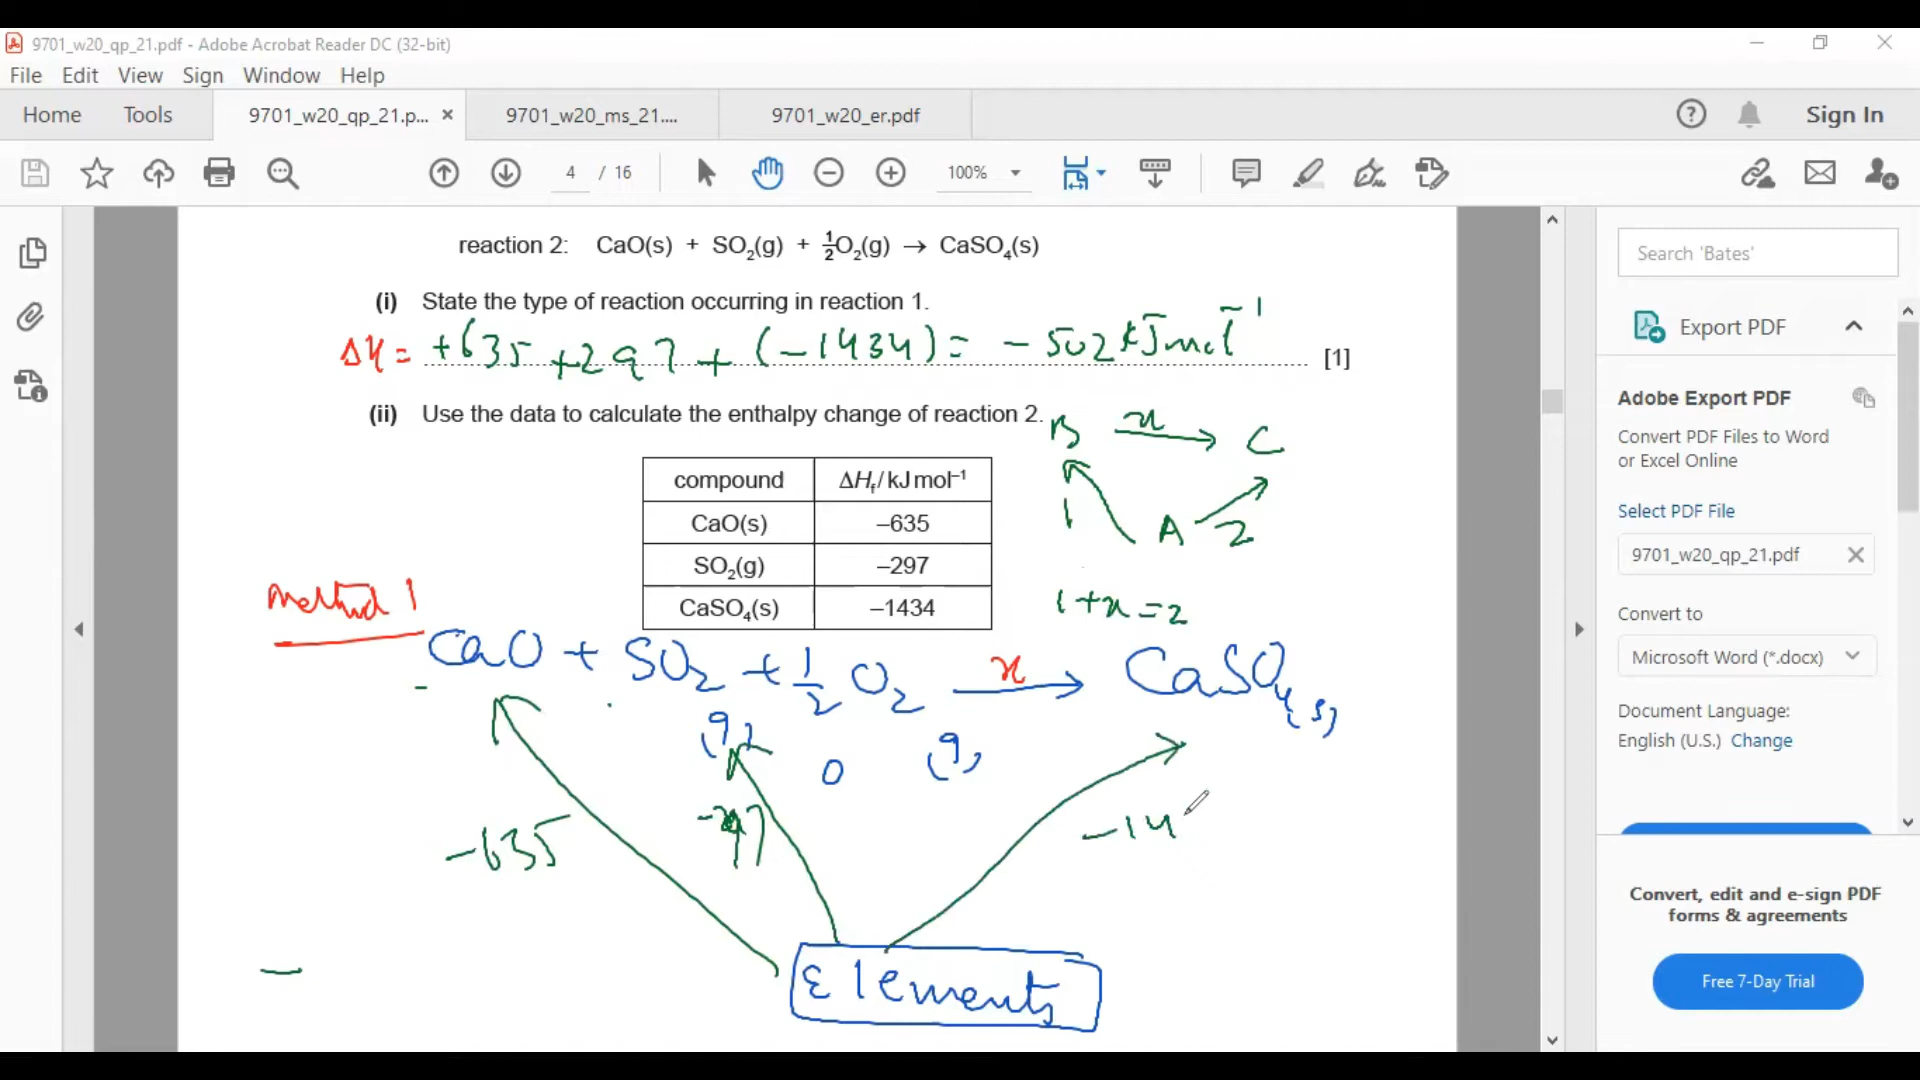 9701_w20_qp_21.pdf - Adobe Acrobat Reader DC (32-bit)
File Edit View Sign Window Help
Home Tools 9701_w20_qp_21.p... × 9701_w20_ms_21.... 9701_w20_er.pdf Sign In
4 / 16 100%
reaction 2: CaO(s) + SO₂(g) + ½O₂(g) → CaSO₄(s)
(i) State the type of reaction occurring in reaction 1.
ΔH = +635 +297 + (-1434) = -502 kJmol⁻¹
[1]
(ii) Use the data to calculate the enthalpy change of reaction 2.
compound ΔHf / kJ mol⁻¹
CaO(s) –635
SO₂(g) –297
CaSO₄(s) –1434
B x → C
1 A 2
1 + x = 2
Method 1
CaO + SO₂ + ½ O₂ x → CaSO₄(s)
(g) 0 (g)
-635 -297 -14
Elements
Search 'Bates'
Export PDF
Adobe Export PDF
Convert PDF Files to Word
or Excel Online
Select PDF File
9701_w20_qp_21.pdf ×
Convert to
Microsoft Word (*.docx)
Document Language:
English (U.S.) Change
Convert, edit and e-sign PDF
forms & agreements
Free 7-Day Trial